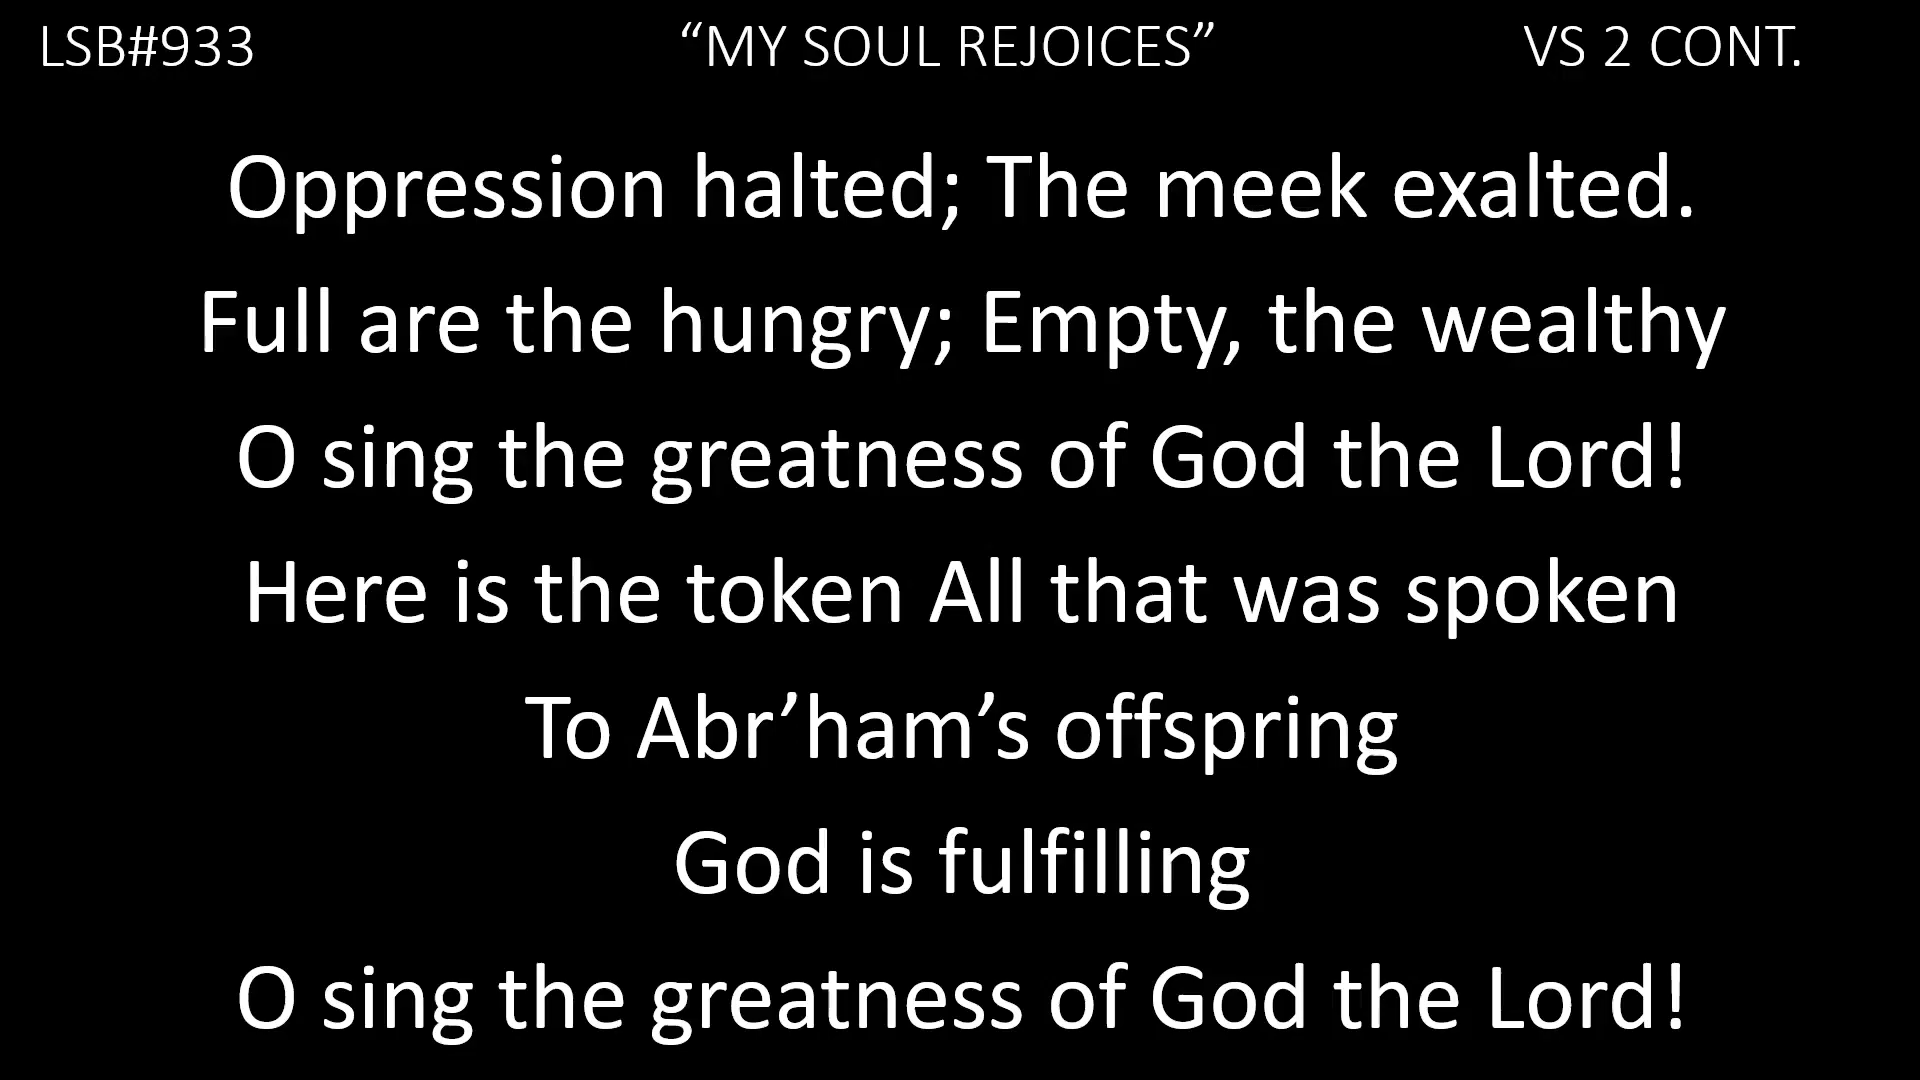 LSB#933 “MY SOUL REJOICES” VS 2 CONT.
Oppression halted; The meek exalted.
Full are the hungry; Empty, the wealthy
O sing the greatness of God the Lord!
Here is the token All that was spoken
To Abr’ham’s offspring
God is fulfilling
O sing the greatness of God the Lord!